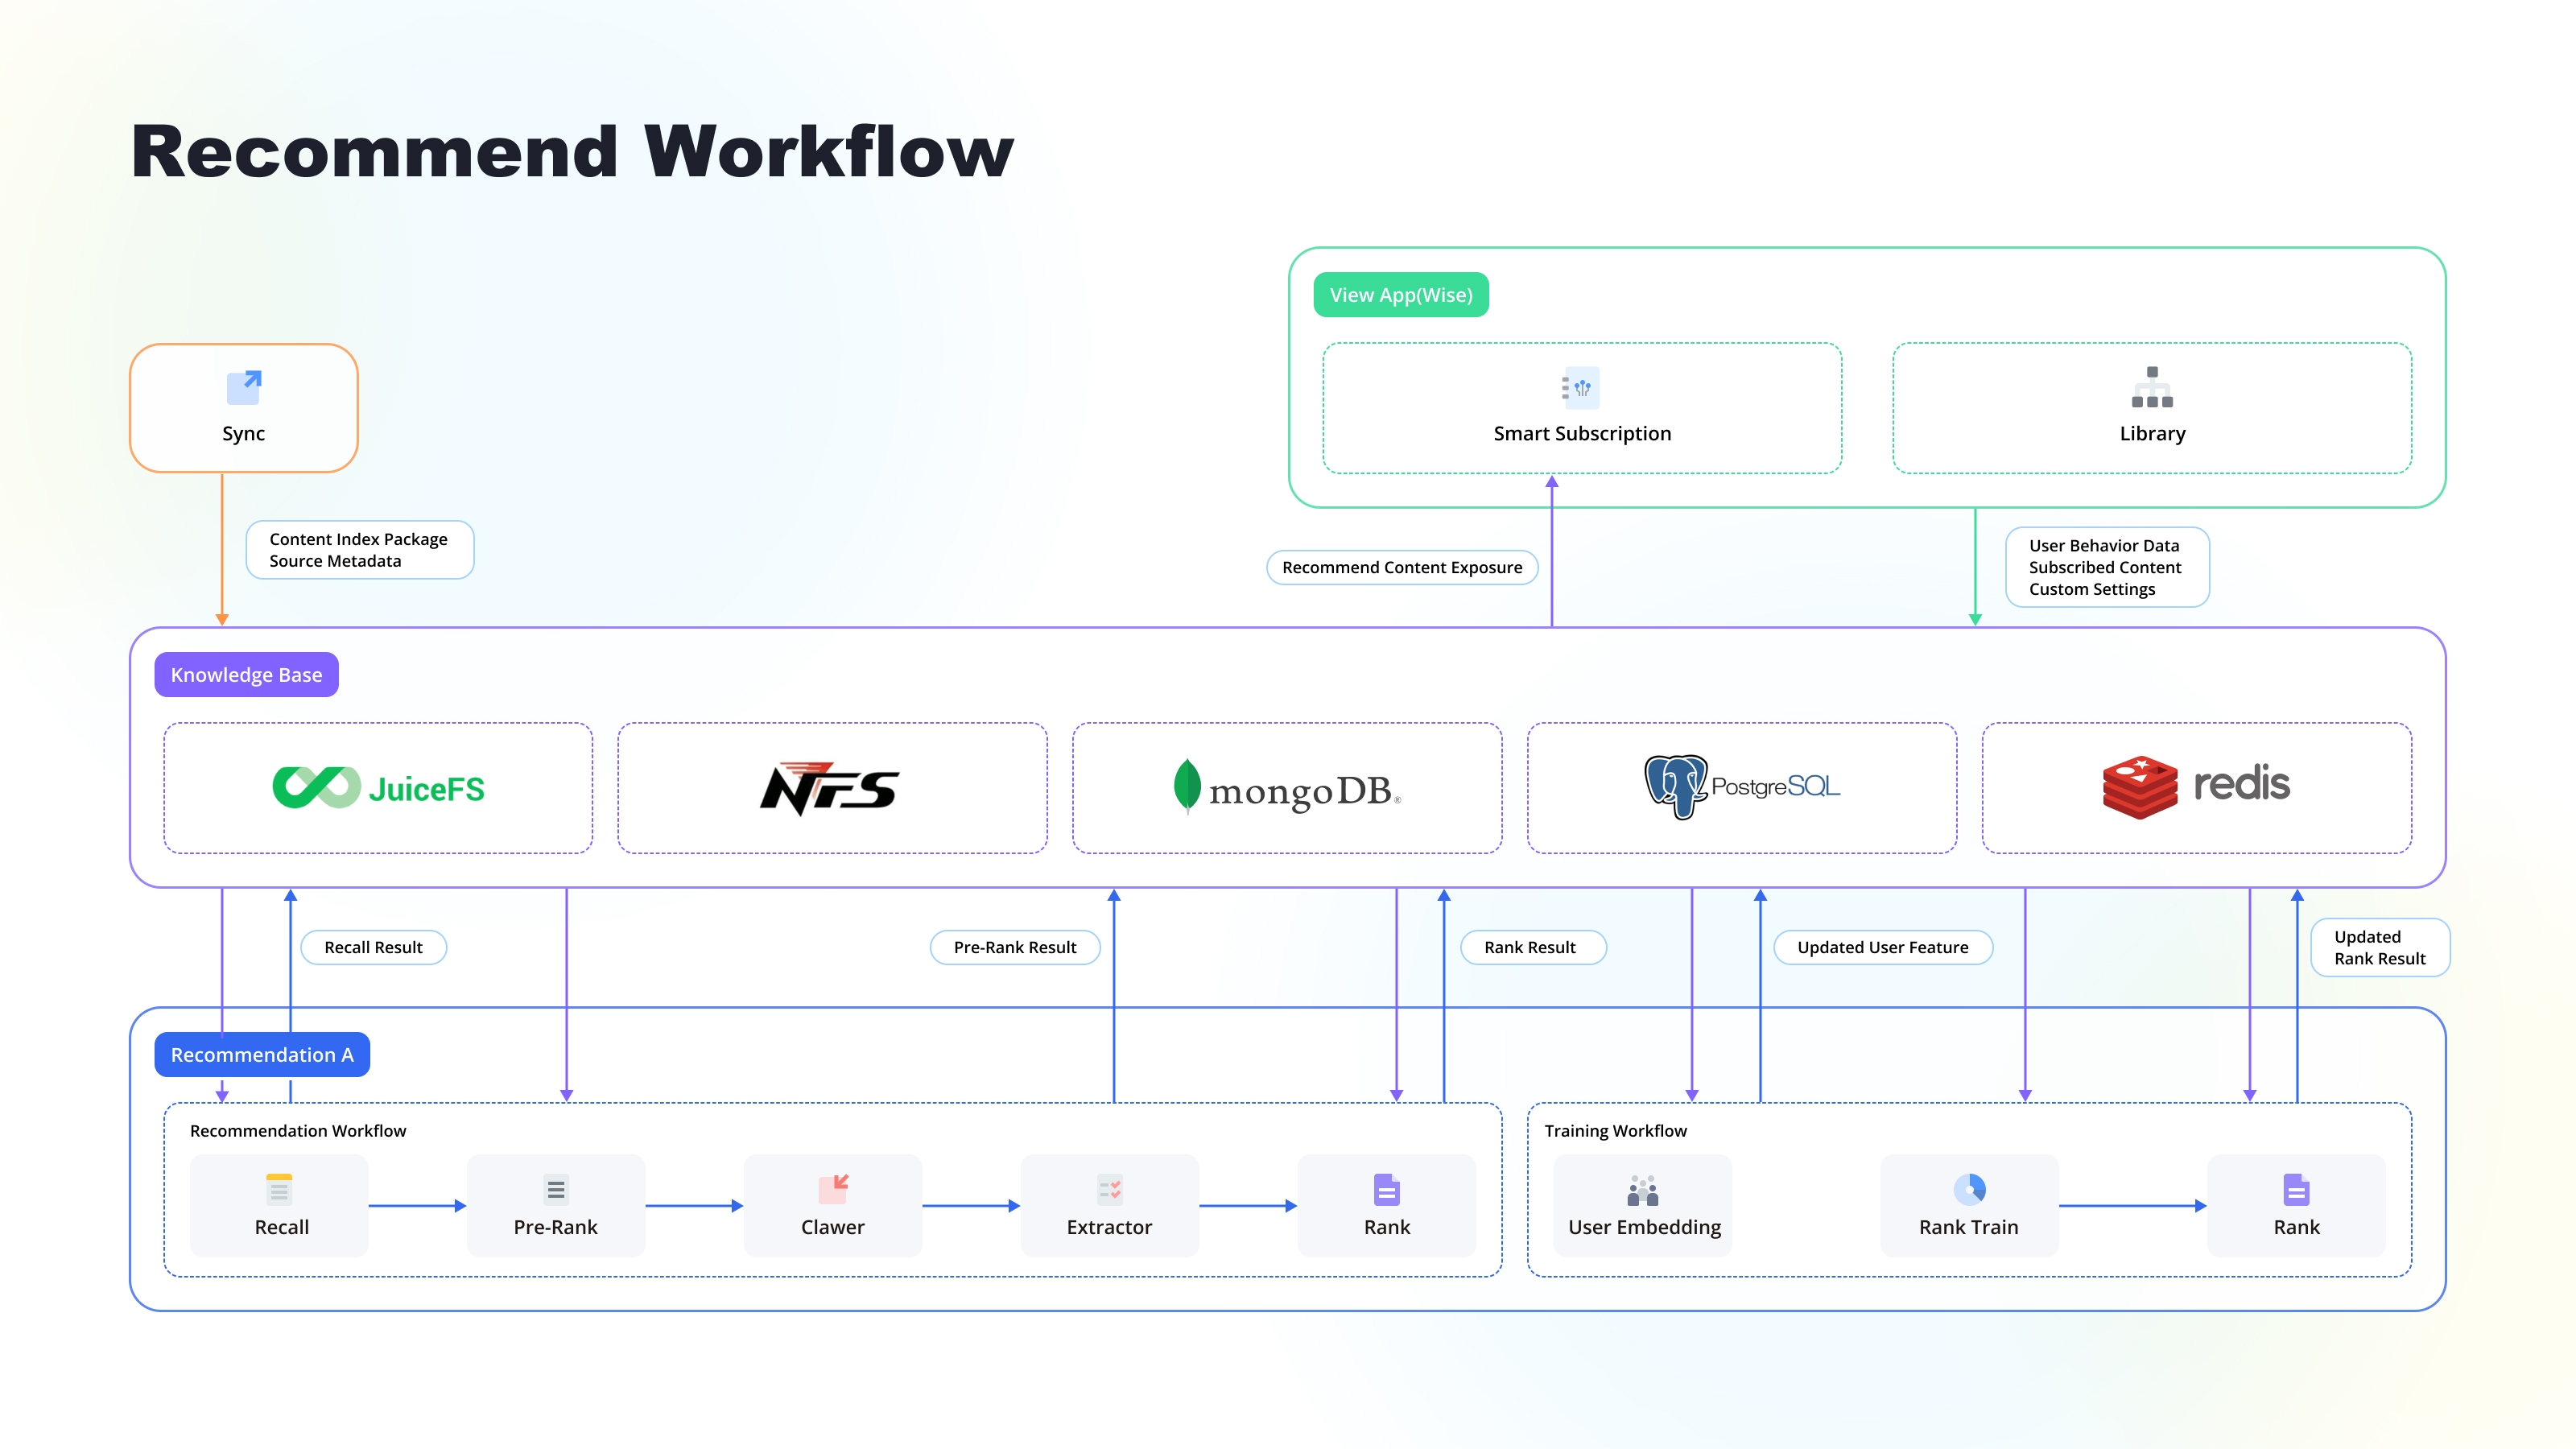 Recommend Workflow
View App(Wise)
Sync
Smart Subscription
Library
Content Index Package
Source Metadata
Recommend Content Exposure
User Behavior Data
Subscribed Content
Custom Settings
Knowledge Base
JuiceFS
NFS
mongoDB®
PostgreSQL
redis
Recall Result
Pre-Rank Result
Rank Result
Updated User Feature
Updated
Rank Result
Recommendation A
Recommendation Workflow
Recall
Pre-Rank
Clawer
Extractor
Rank
Training Workflow
User Embedding
Rank Train
Rank